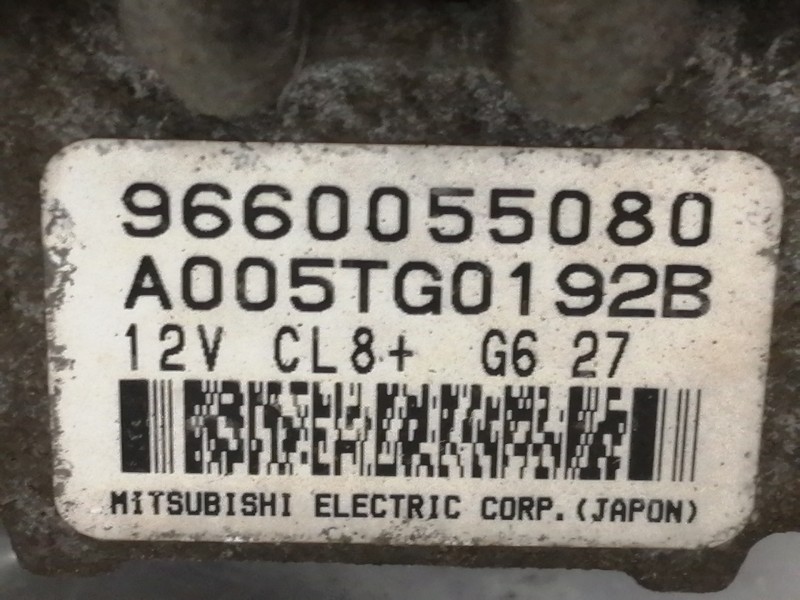 9660055080
A005TG0192B
12V CL8+ G6 27
MITSUBISHI ELECTRIC CORP. (JAPON)